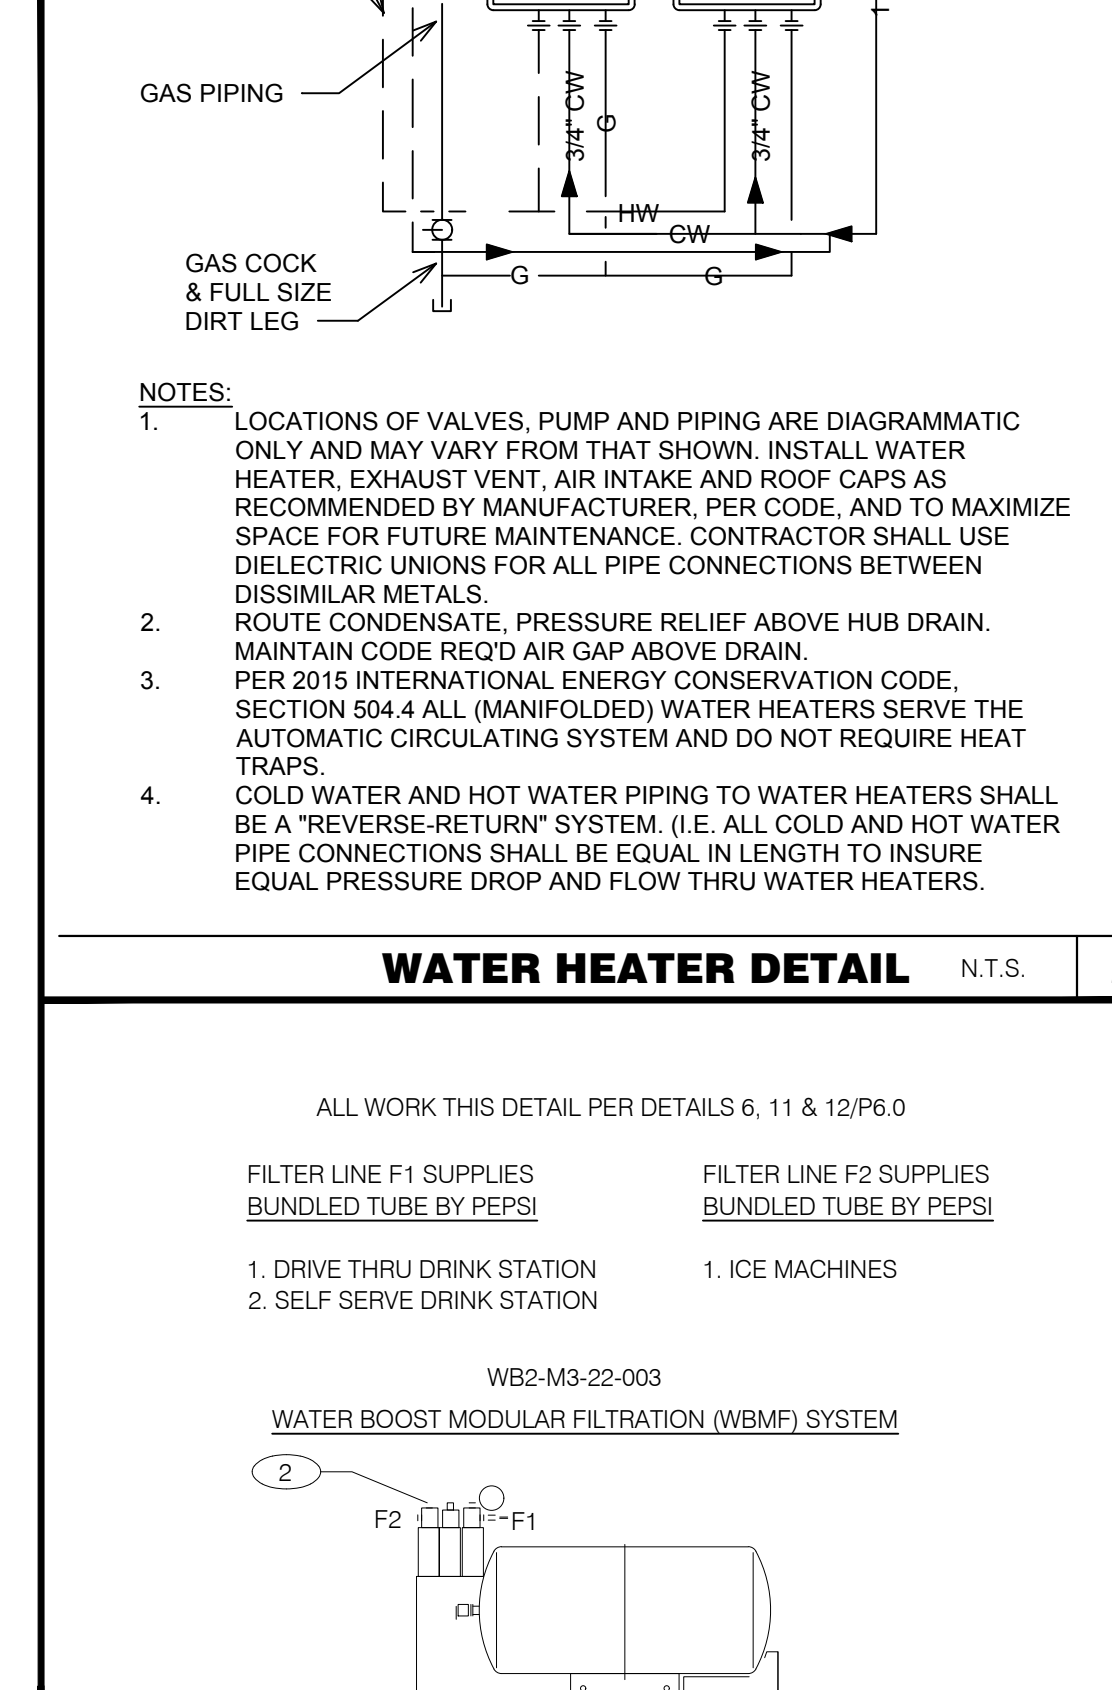 1
GAS PIPING
3/4" CW
G
3/4" CW
HW
CW
G
G
GAS COCK
& FULL SIZE
DIRT LEG
NOTES:
1. LOCATIONS OF VALVES, PUMP AND PIPING ARE DIAGRAMMATIC
ONLY AND MAY VARY FROM THAT SHOWN. INSTALL WATER
HEATER, EXHAUST VENT, AIR INTAKE AND ROOF CAPS AS
RECOMMENDED BY MANUFACTURER, PER CODE, AND TO MAXIMIZE
SPACE FOR FUTURE MAINTENANCE. CONTRACTOR SHALL USE
DIELECTRIC UNIONS FOR ALL PIPE CONNECTIONS BETWEEN
DISSIMILAR METALS.
2. ROUTE CONDENSATE, PRESSURE RELIEF ABOVE HUB DRAIN.
MAINTAIN CODE REQ'D AIR GAP ABOVE DRAIN.
3. PER 2015 INTERNATIONAL ENERGY CONSERVATION CODE,
SECTION 504.4 ALL (MANIFOLDED) WATER HEATERS SERVE THE
AUTOMATIC CIRCULATING SYSTEM AND DO NOT REQUIRE HEAT
TRAPS.
4. COLD WATER AND HOT WATER PIPING TO WATER HEATERS SHALL
BE A "REVERSE-RETURN" SYSTEM. (I.E. ALL COLD AND HOT WATER
PIPE CONNECTIONS SHALL BE EQUAL IN LENGTH TO INSURE
EQUAL PRESSURE DROP AND FLOW THRU WATER HEATERS.
WATER HEATER DETAIL N.T.S.
ALL WORK THIS DETAIL PER DETAILS 6, 11 & 12/P6.0
FILTER LINE F1 SUPPLIES
BUNDLED TUBE BY PEPSI
1. DRIVE THRU DRINK STATION
2. SELF SERVE DRINK STATION
FILTER LINE F2 SUPPLIES
BUNDLED TUBE BY PEPSI
1. ICE MACHINES
WB2-M3-22-003
WATER BOOST MODULAR FILTRATION (WBMF) SYSTEM
2
F2
F1